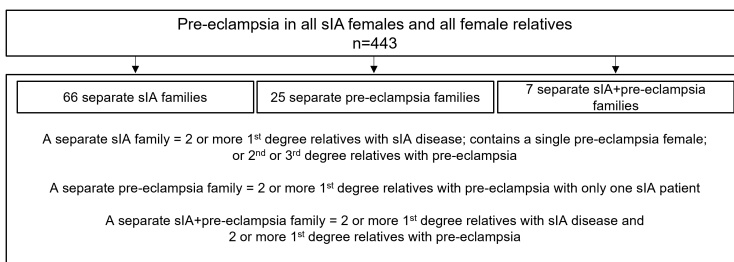 Pre-eclampsia in all sIA females and all female relatives
n=443
66 separate sIA families
25 separate pre-eclampsia families
7 separate sIA+pre-eclampsia
families
A separate sIA family = 2 or more 1st degree relatives with sIA disease; contains a single pre-eclampsia female;
or 2nd or 3rd degree relatives with pre-eclampsia
A separate pre-eclampsia family = 2 or more 1st degree relatives with pre-eclampsia with only one sIA patient
A separate sIA+pre-eclampsia family = 2 or more 1st degree relatives with sIA disease and
2 or more 1st degree relatives with pre-eclampsia